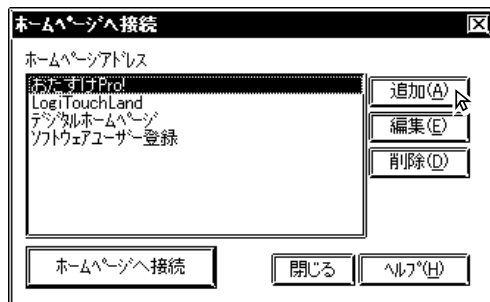 ホームページへ接続
ホームページアドレス
おたすけPro!
LogiTouchLand
デジタルホームページ
ソフトウェアユーザー登録
追加(A)
編集(E)
削除(D)
ホームページへ接続
閉じる
ヘルプ(H)